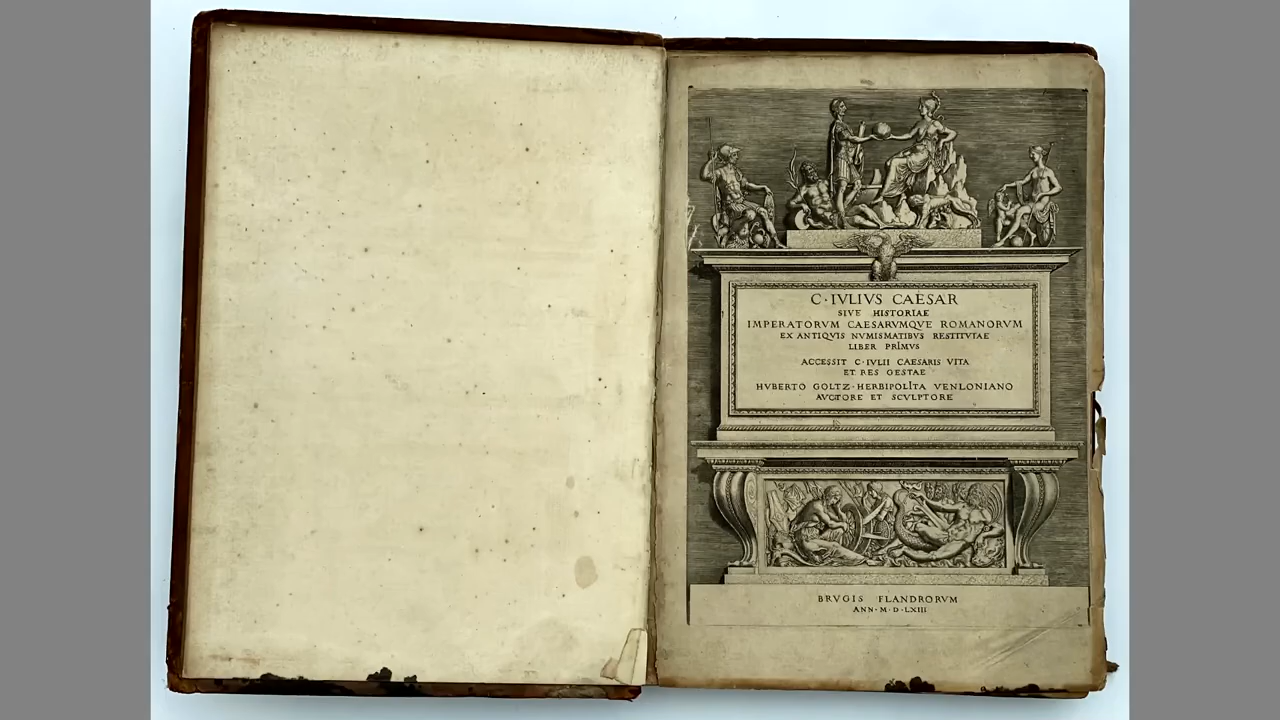 C·IVLIVS CAESAR
SIVE HISTORIAE
IMPERATORVM CAESARVMQVE ROMANORVM
EX ANTIQVIS NVMISMATIBVS RESTITVTAE
LIBER PRIMVS
ACCESSIT C·IVLII CAESARIS VITA
ET RES GESTAE
HVBERTO GOLTZ·HERBIPOLITA VENLONIANO
AVCTORE ET SCVLPTORE
BRVGIS FLANDRORVM
ANN·M·D·LXIII